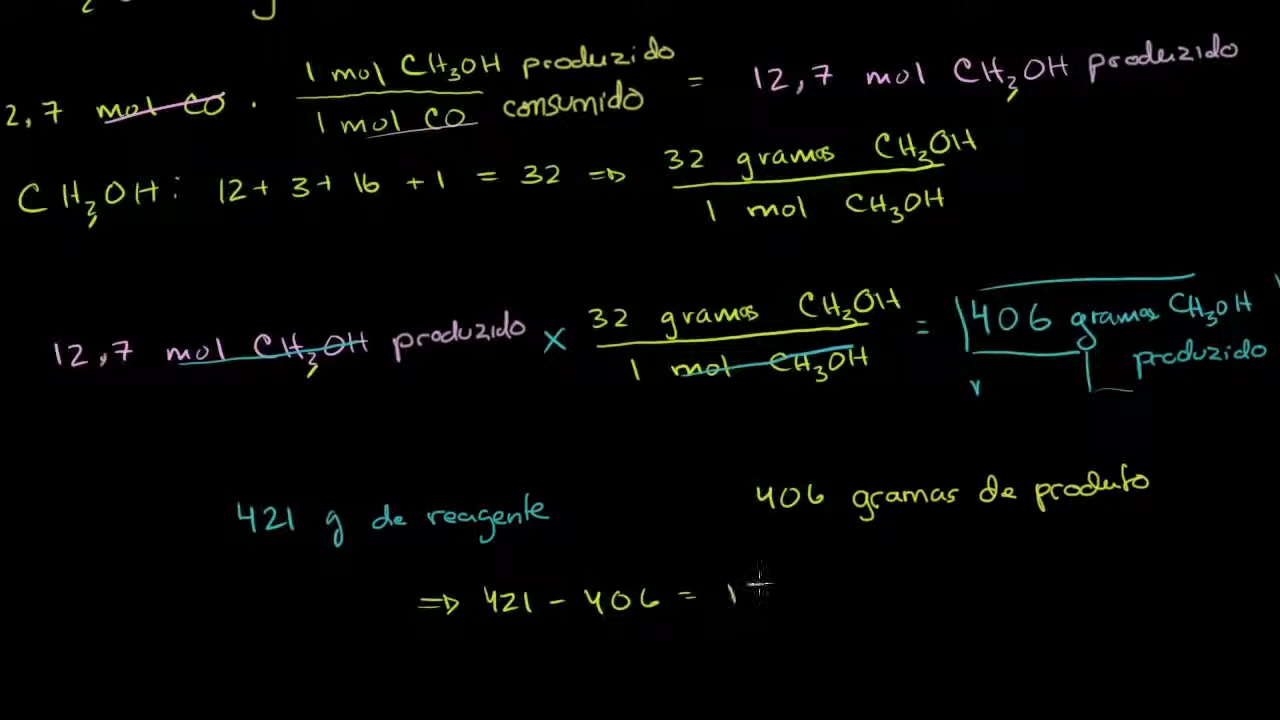 2,7 mol CO · 1 mol CH₃OH produzido / 1 mol CO consumido = 12,7 mol CH₃OH produzido
CH₃OH: 12 + 3 + 16 + 1 = 32 ⇒ 32 gramas CH₃OH / 1 mol CH₃OH
12,7 mol CH₃OH produzido × 32 gramas CH₃OH / 1 mol CH₃OH = 406 gramas CH₃OH produzido
421 g de reagente
406 gramas de produto
⇒ 421 - 406 = 1